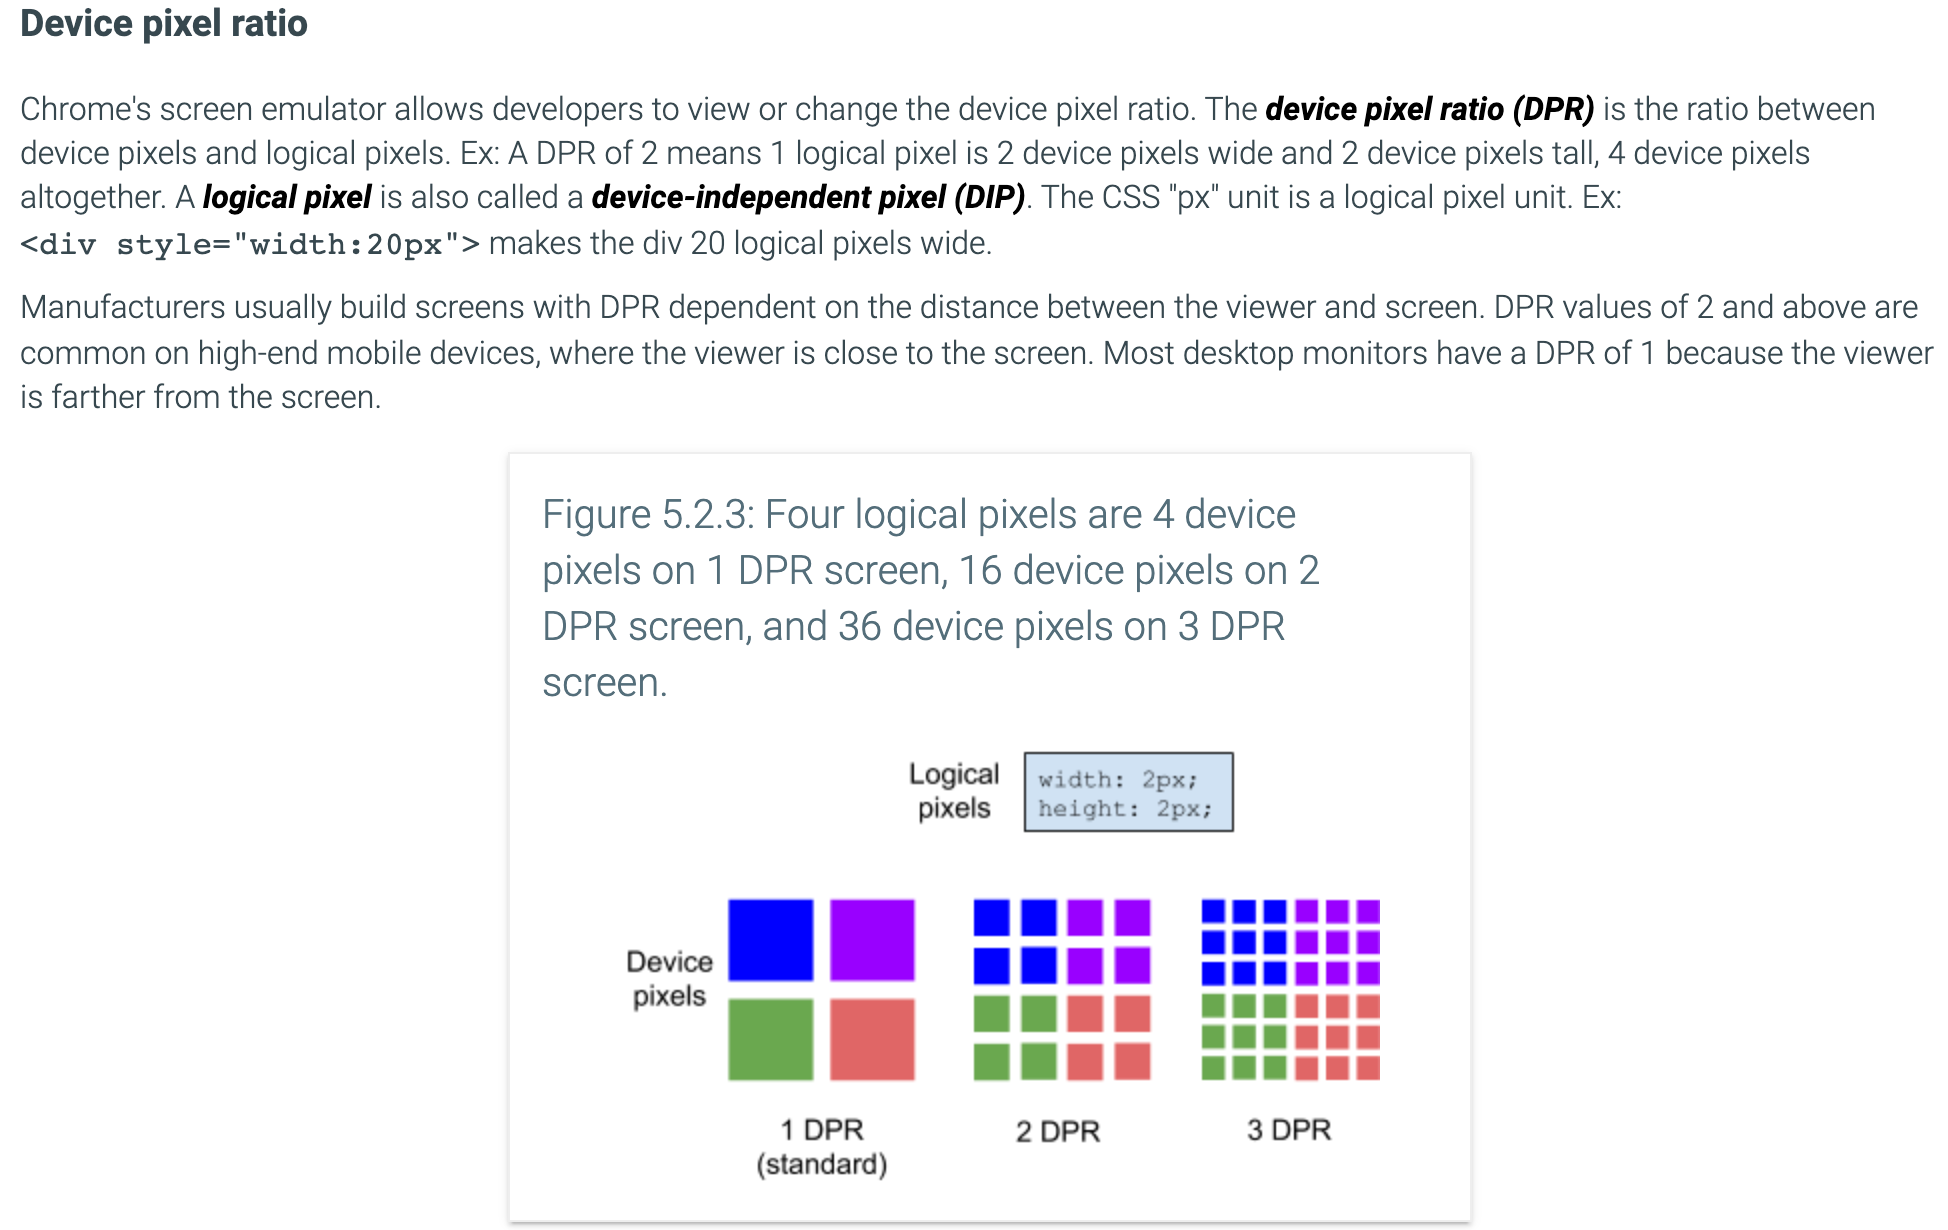 Device pixel ratio
Chrome's screen emulator allows developers to view or change the device pixel ratio. The device pixel ratio (DPR) is the ratio between
device pixels and logical pixels. Ex: A DPR of 2 means 1 logical pixel is 2 device pixels wide and 2 device pixels tall, 4 device pixels
altogether. A logical pixel is also called a device-independent pixel (DIP). The CSS "px" unit is a logical pixel unit. Ex:
<div style="width:20px"> makes the div 20 logical pixels wide.
Manufacturers usually build screens with DPR dependent on the distance between the viewer and screen. DPR values of 2 and above are
common on high-end mobile devices, where the viewer is close to the screen. Most desktop monitors have a DPR of 1 because the viewer
is farther from the screen.
Figure 5.2.3: Four logical pixels are 4 device
pixels on 1 DPR screen, 16 device pixels on 2
DPR screen, and 36 device pixels on 3 DPR
screen.
Logical
pixels
width: 2px;
height: 2px;
Device
pixels
1 DPR
(standard)
2 DPR
3 DPR